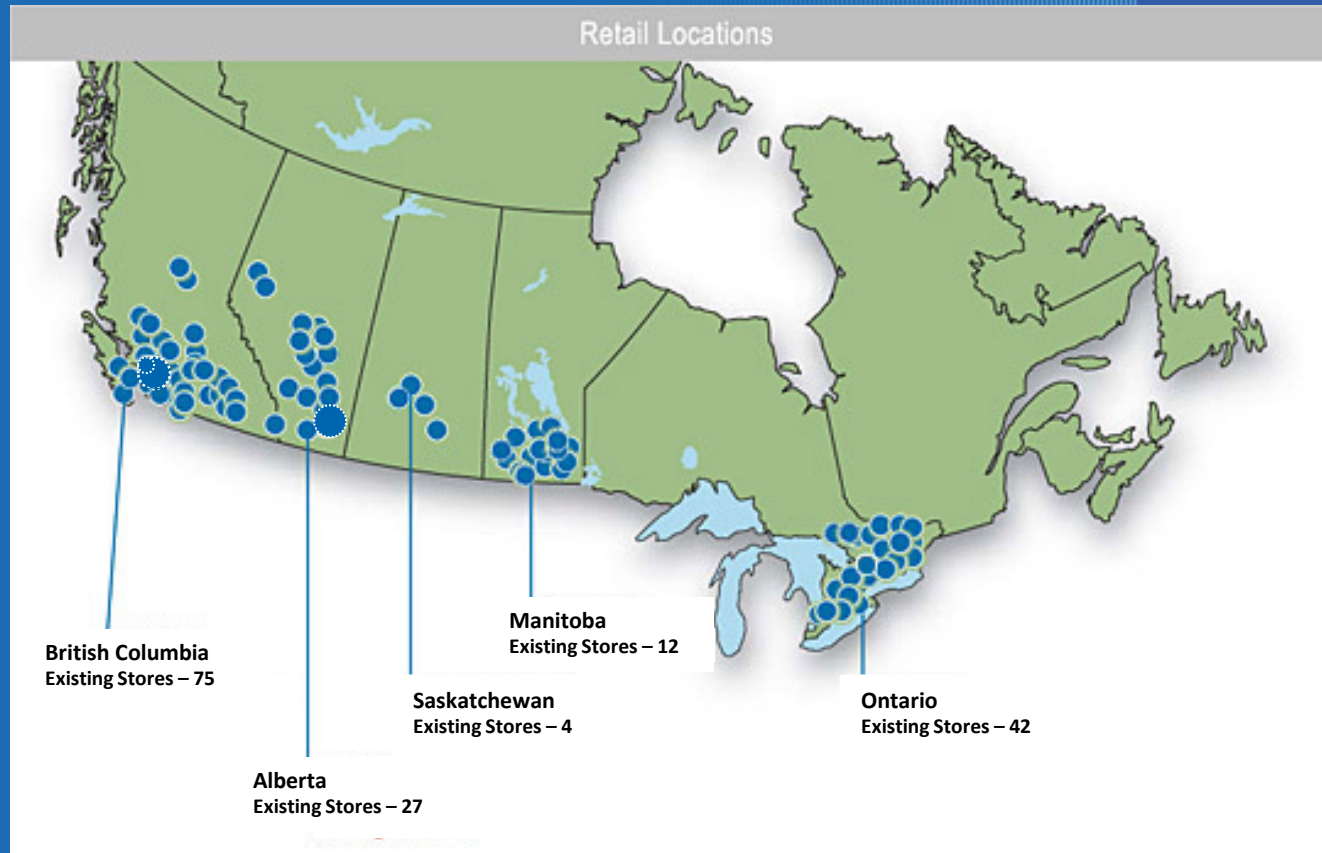 Retail Locations
British Columbia
Existing Stores – 75
Alberta
Existing Stores – 27
Saskatchewan
Existing Stores – 4
Manitoba
Existing Stores – 12
Ontario
Existing Stores – 42